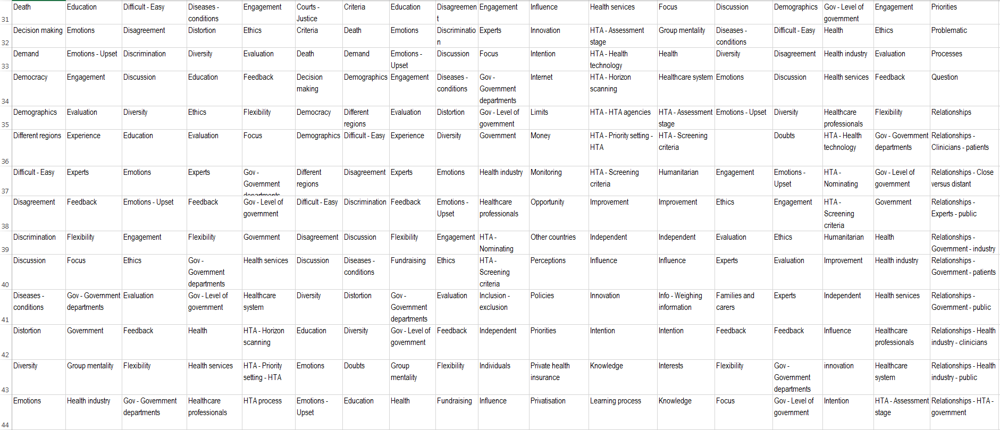 31 Death Education Difficult - Easy Diseases - conditions Engagement Courts - Justice Criteria Education Disagreement Engagement Influence Health services Focus Discussion Demographics Gov - Level of government Engagement Priorities
32 Decision making Emotions Disagreement Distortion Ethics Criteria Death Emotions Discrimination Experts Innovation HTA - Assessment stage Group mentality Diseases - conditions Difficult - Easy Health Ethics Problematic
33 Demand Emotions - Upset Discrimination Diversity Evaluation Death Demand Emotions - Upset Discussion Focus Intention HTA - Health technology Health Diversity Disagreement Health industry Evaluation Processes
34 Democracy Engagement Discussion Education Feedback Decision making Demographics Engagement Diseases - conditions Gov - Government departments Internet HTA - Horizon scanning Healthcare system Emotions Discussion Health services Feedback Question
35 Demographics Evaluation Diversity Ethics Flexibility Democracy Different regions Evaluation Distortion Gov - Level of government Limits HTA - HTA agencies HTA - Assessment stage Emotions - Upset Diversity Healthcare professionals Flexibility Relationships
36 Different regions Experience Education Evaluation Focus Demographics Difficult - Easy Experience Diversity Government Money HTA - Priority setting - HTA HTA - Screening criteria Doubts HTA - Health technology Gov - Government departments Relationships - Clinicians - patients
37 Difficult - Easy Experts Emotions Experts Gov - Government departments Different regions Disagreement Experts Emotions Health industry Monitoring HTA - Screening criteria Humanitarian Engagement Emotions - Upset HTA - Nominating Gov - Level of government Relationships - Close versus distant
38 Disagreement Feedback Emotions - Upset Feedback Gov - Level of government Difficult - Easy Discrimination Feedback Emotions - Upset Healthcare professionals Opportunity Improvement Improvement Ethics Engagement HTA - Screening criteria Government Relationships - Experts - public
39 Discrimination Flexibility Engagement Flexibility Government Disagreement Discussion Flexibility Engagement HTA - Nominating Other countries Independent Independent Evaluation Ethics Humanitarian Health Relationships - Government - industry
40 Discussion Focus Ethics Gov - Government departments Health services Discussion Diseases - conditions Fundraising Ethics HTA - Screening criteria Perceptions Influence Influence Experts Evaluation Improvement Health industry Relationships - Government - patients
41 Diseases - conditions Gov - Government departments Evaluation Gov - Level of government Healthcare system Diversity Distortion Gov - Government departments Evaluation Inclusion - exclusion Policies Innovation Info - Weighing information Families and carers Experts Independent Health services Relationships - Government - public
42 Distortion Government Feedback Health HTA - Horizon scanning Education Diversity Gov - Level of government Feedback Independent Priorities Intention Intention Feedback Feedback Influence Healthcare professionals Relationships - Health industry - clinicians
43 Diversity Group mentality Flexibility Health services HTA - Priority setting - HTA Emotions Doubts Group mentality Flexibility Individuals Private health insurance Knowledge Interests Flexibility Gov - Government departments innovation Healthcare system Relationships - Health industry - public
44 Emotions Health industry Gov - Government departments Healthcare professionals HTA process Emotions - Upset Education Health Fundraising Influence Privatisation Learning process Knowledge Focus Gov - Level of government Intention HTA - Assessment stage Relationships - HTA - government